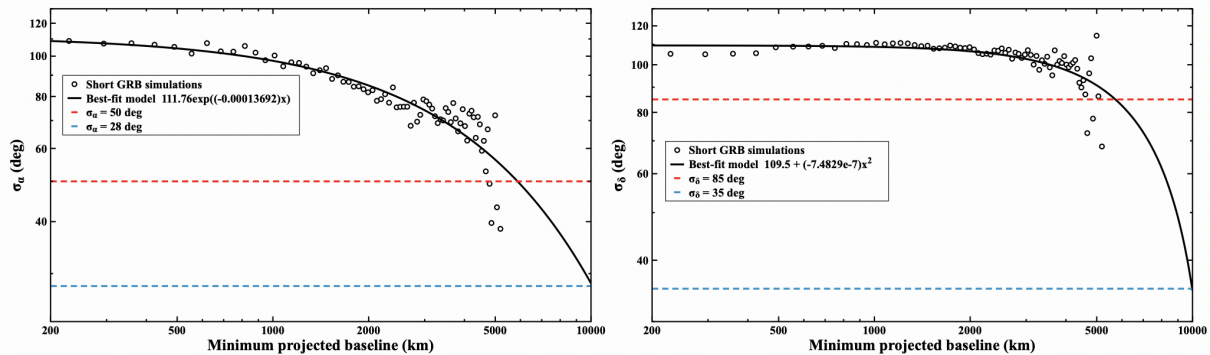 120
100
80
60
40
σα (deg)
Short GRB simulations
Best-fit model 111.76exp((-0.00013692)x)
σα = 50 deg
σα = 28 deg
200
500
1000
2000
5000
10000
Minimum projected baseline (km)
120
100
80
60
40
σδ (deg)
Short GRB simulations
Best-fit model 109.5 + (-7.4829e-7)x²
σδ = 85 deg
σδ = 35 deg
200
500
1000
2000
5000
10000
Minimum projected baseline (km)